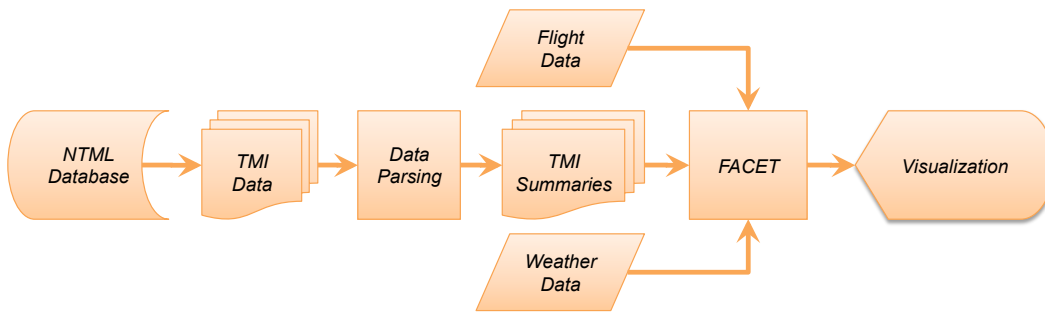 Flight
Data
NTML
Database
TMI
Data
Data
Parsing
TMI
Summaries
FACET
Visualization
Weather
Data